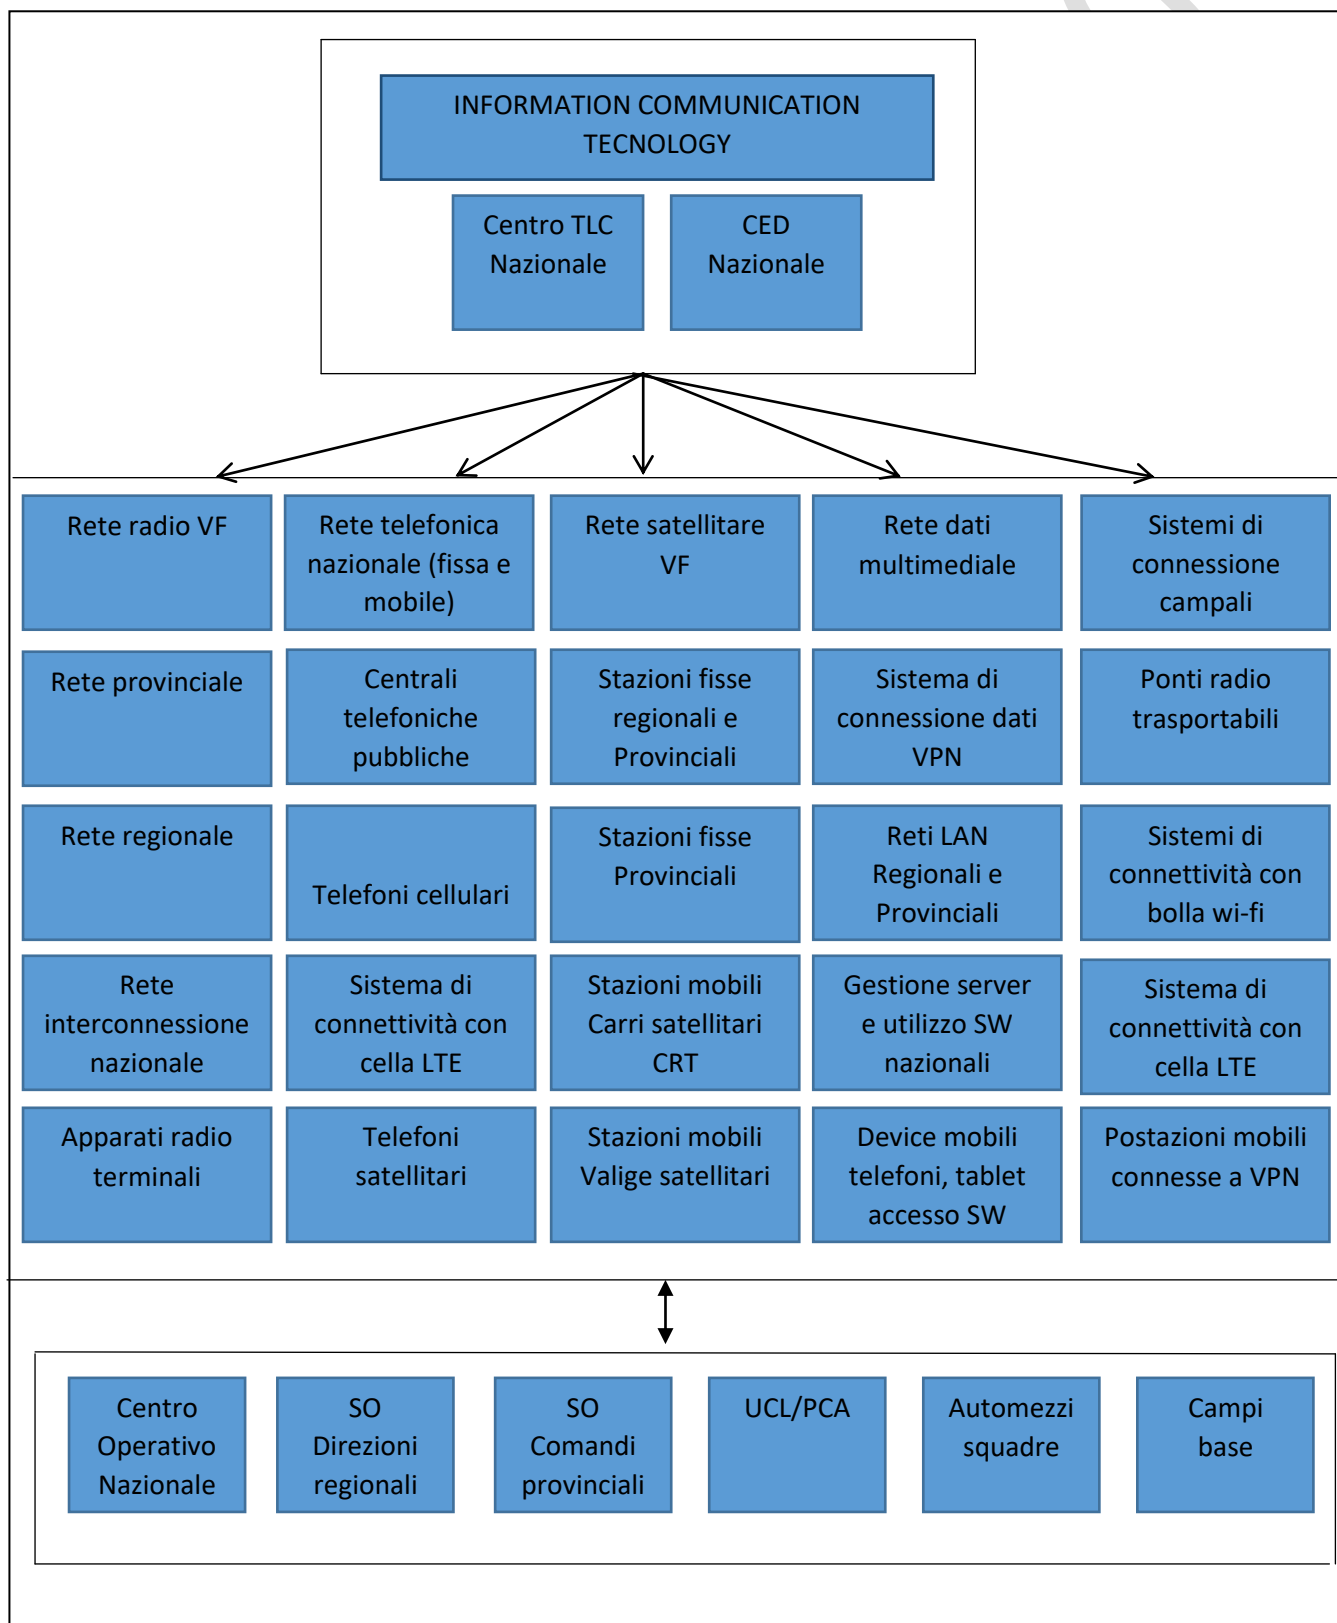 INFORMATION COMMUNICATION
TECNOLOGY
Centro TLC
Nazionale
CED
Nazionale
Rete radio VF
Rete telefonica
nazionale (fissa e
mobile)
Rete satellitare
VF
Rete dati
multimediale
Sistemi di
connessione
campali
Rete provinciale
Centrali
telefoniche
pubbliche
Stazioni fisse
regionali e
Provinciali
Sistema di
connessione dati
VPN
Ponti radio
trasportabili
Rete regionale
Telefoni cellulari
Stazioni fisse
Provinciali
Reti LAN
Regionali e
Provinciali
Sistemi di
connettività con
bolla wi-fi
Rete
interconnessione
nazionale
Sistema di
connettività con
cella LTE
Stazioni mobili
Carri satellitari
CRT
Gestione server
e utilizzo SW
nazionali
Sistema di
connettività con
cella LTE
Apparati radio
terminali
Telefoni
satellitari
Stazioni mobili
Valige satellitari
Device mobili
telefoni, tablet
accesso SW
Postazioni mobili
connesse a VPN
Centro
Operativo
Nazionale
SO
Direzioni
regionali
SO
Comandi
provinciali
UCL/PCA
Automezzi
squadre
Campi
base